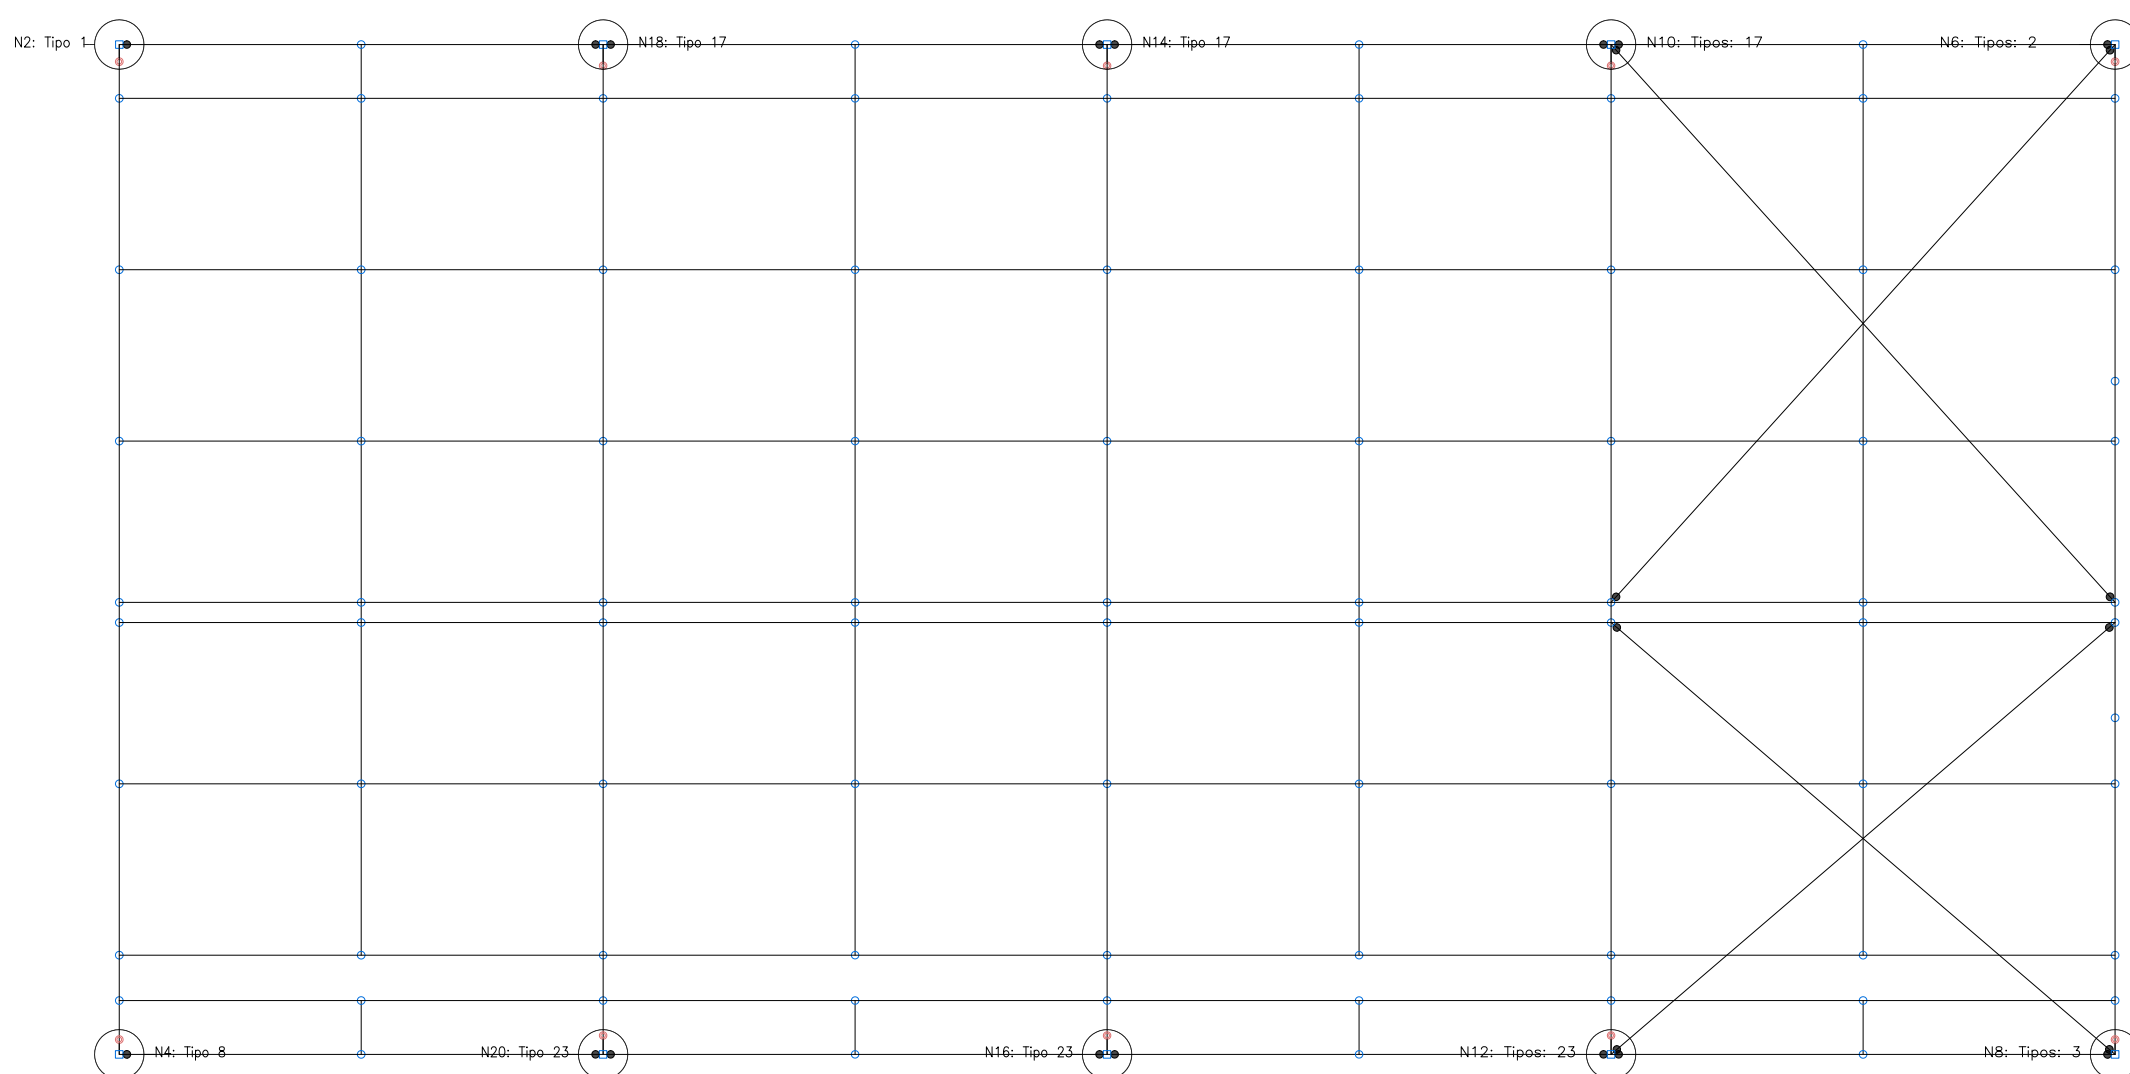 N2: Tipo 1
N18: Tipo 17
N14: Tipo 17
N10: Tipos: 17
N6: Tipos: 2
N4: Tipo 8
N20: Tipo 23
N16: Tipo 23
N12: Tipos: 23
N8: Tipos: 3